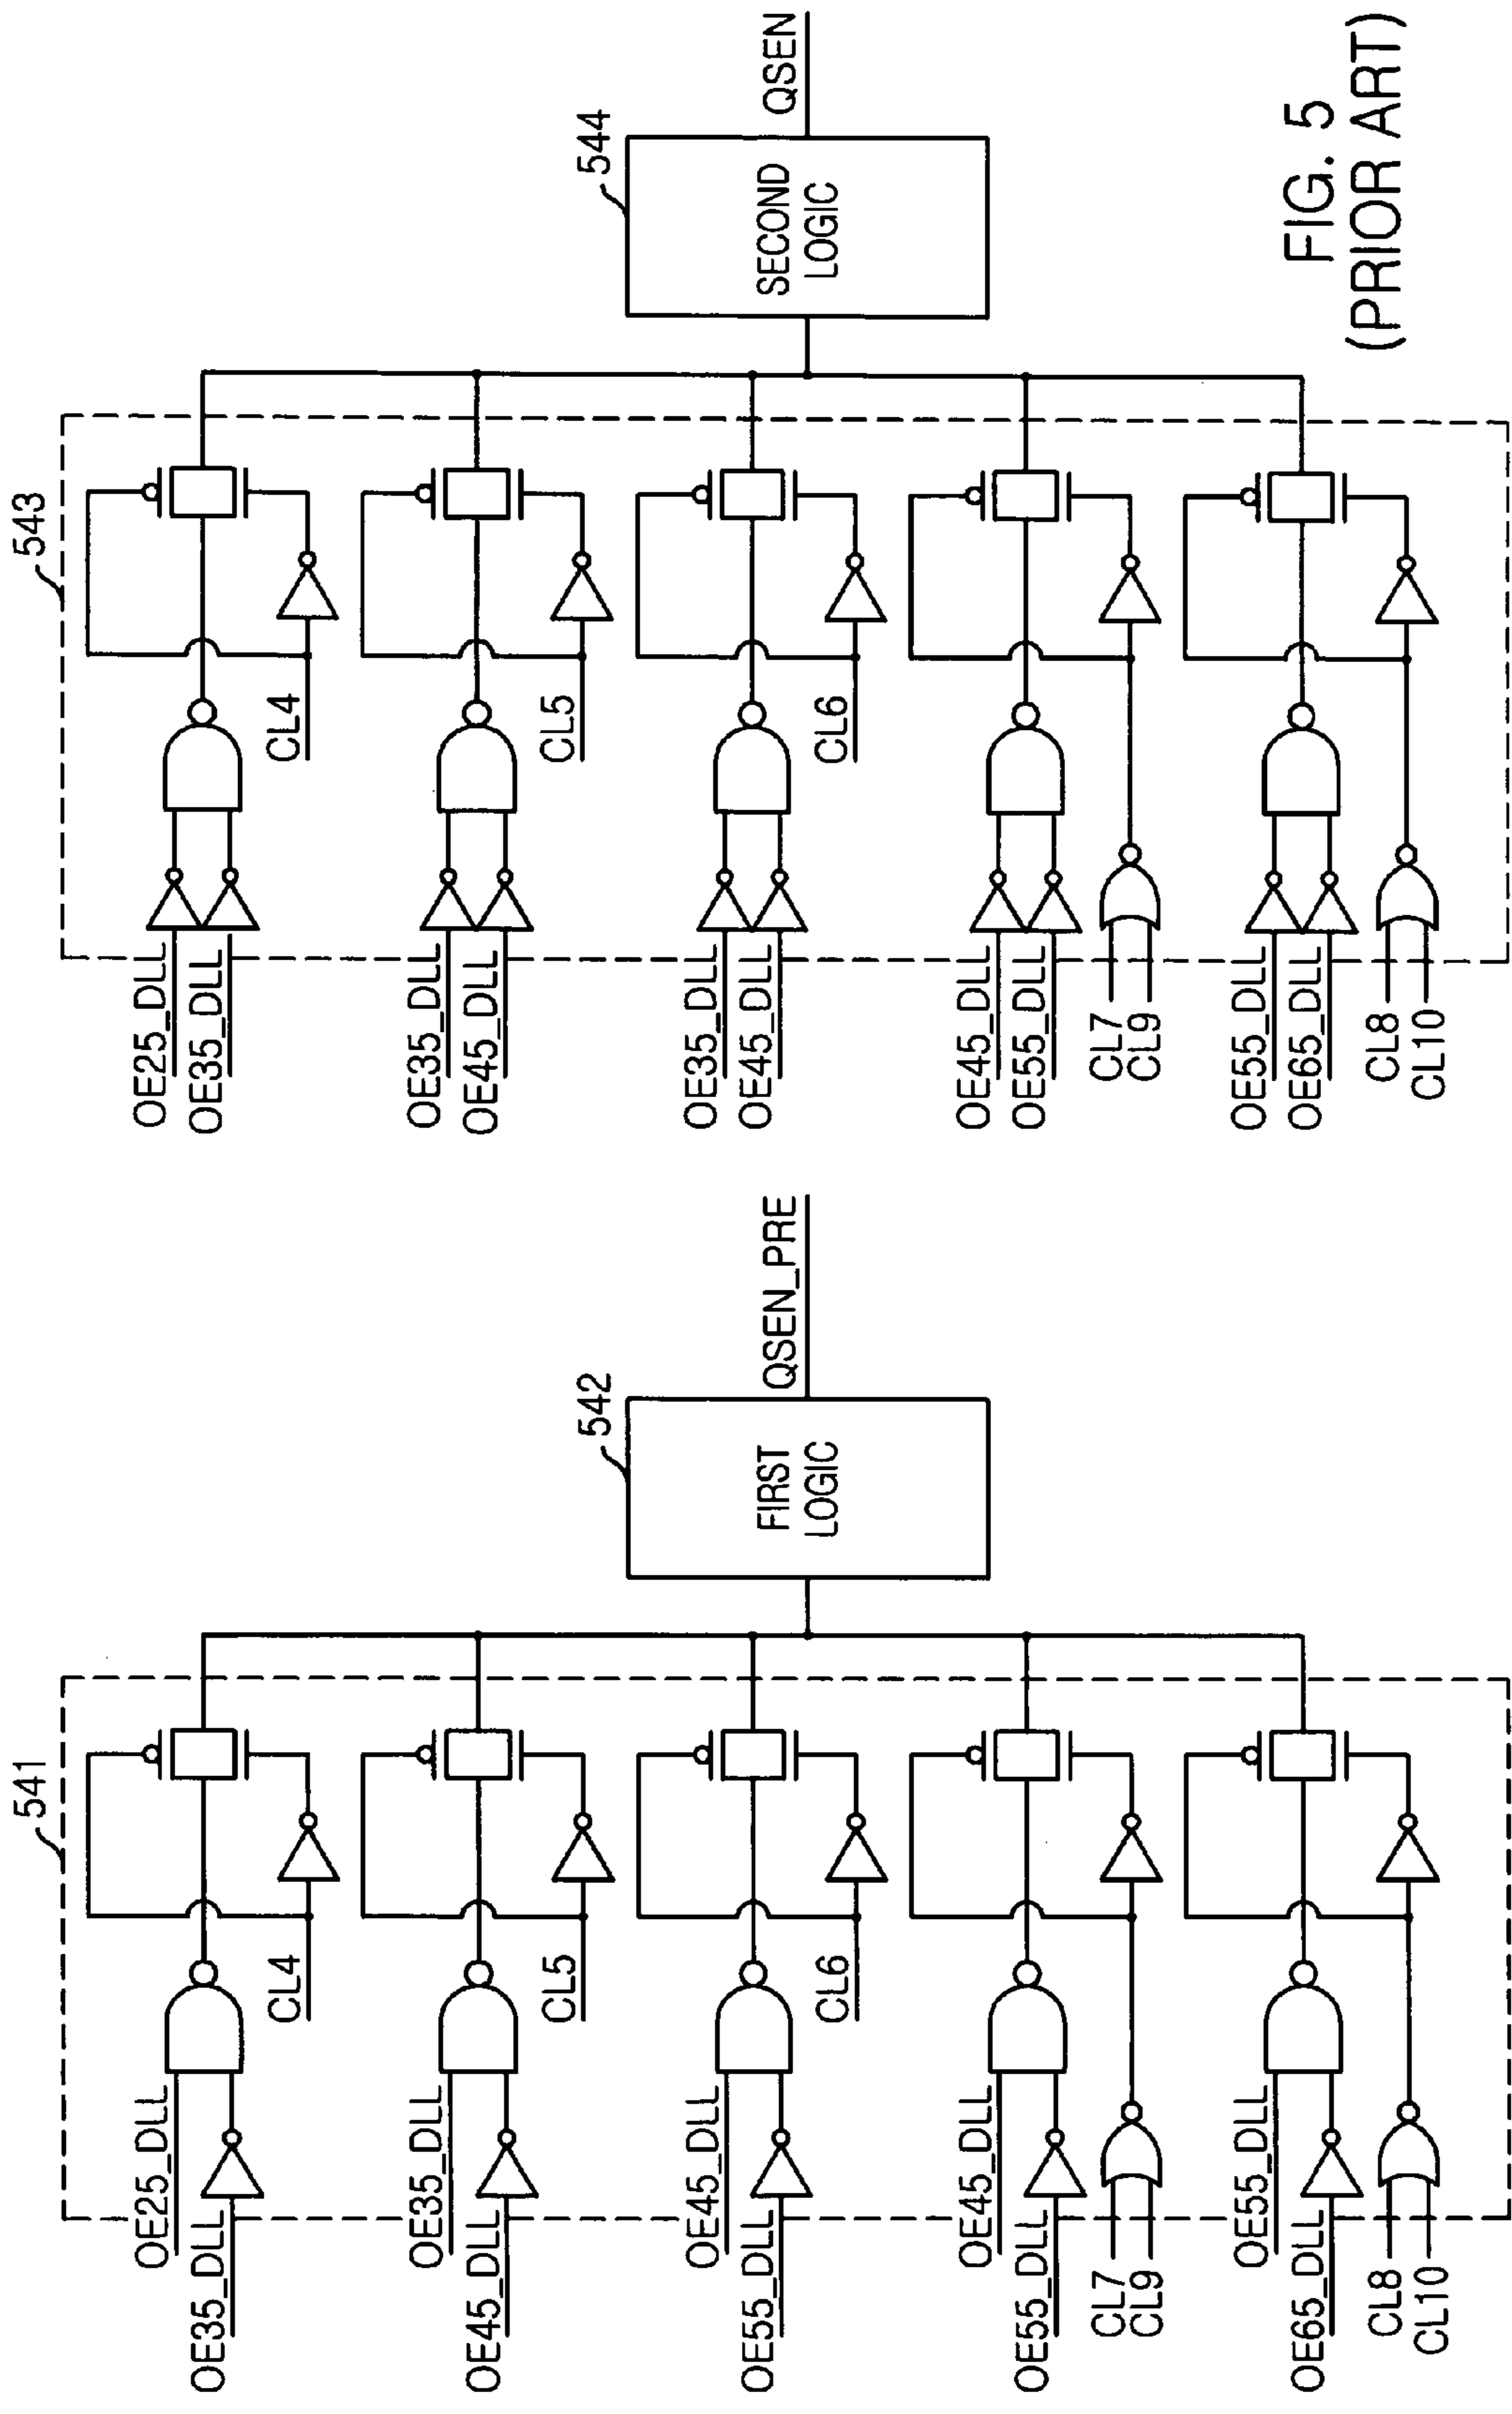 541
OE25_DLL
OE35_DLL
CL4
OE35_DLL
OE45_DLL
CL5
OE45_DLL
OE55_DLL
CL6
OE45_DLL
OE55_DLL
CL7
CL9
OE55_DLL
OE65_DLL
CL8
CL10
542
FIRST
LOGIC
QSEN_PRE
543
OE25_DLL
OE35_DLL
CL4
OE35_DLL
OE45_DLL
CL5
OE35_DLL
OE45_DLL
CL6
OE45_DLL
OE55_DLL
CL7
CL9
OE55_DLL
OE65_DLL
CL8
CL10
544
SECOND
LOGIC
QSEN
FIG. 5
(PRIOR ART)